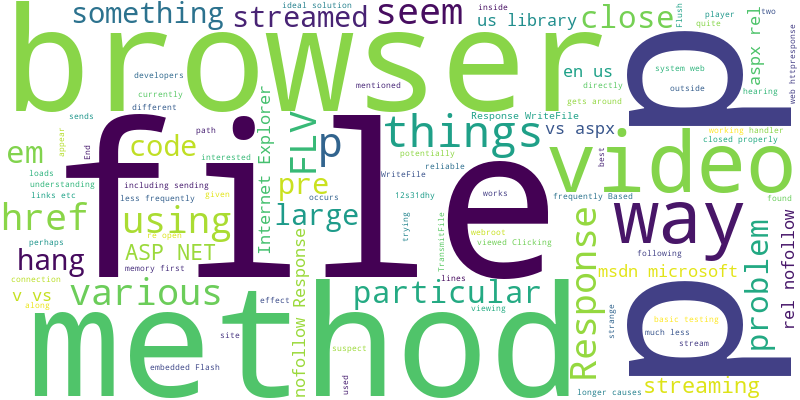 something
streamed
ideal solution
seem
inside
us library
close
Flush
player
two
quite
browser
p
aspx rel
web httpresponse
developers
currently
different
mentioned
en us
directly
system web
outside
hearing
gets around
sends
appear
End
path
file
Internet Explorer
FLV
p
things
Response WriteFile
vs aspx
potentially
reliable
best
working
handler
closed properly
em
code
interested
video
found
loads
understanding
links etc
including sending
less frequently
pre
given
occurs
WriteFile
12s31dhy
works
frequently Based
href
using
re open
large
trying
TransmitFile
webroot
viewed Clicking
Response
way
perhaps
ASP NET
hang
memory first
nofollow Response
lines
following
problem
rel nofollow
connection
v vs
along
various
effect
particular
viewing
msdn microsoft
strange
p
method
site
suspect
basic testing
much less
stream
embedded Flash
used
longer causes
streaming